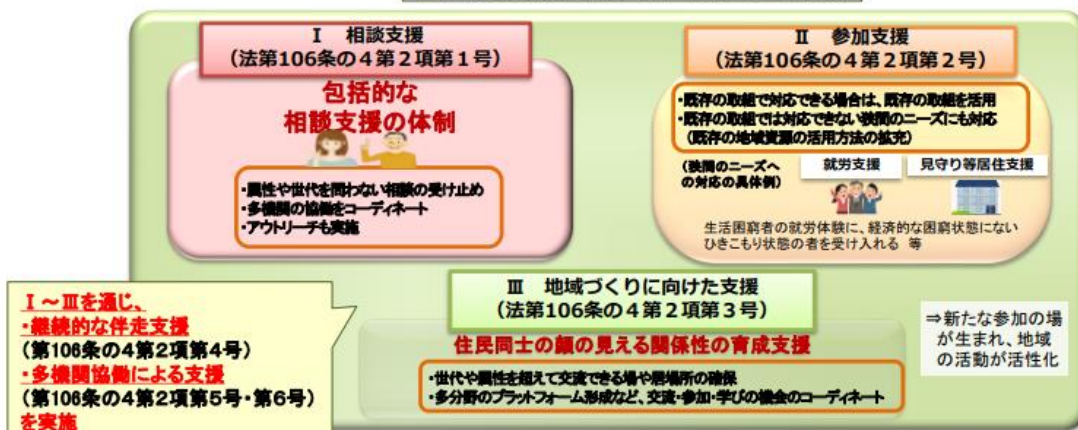 Ⅰ 相談支援
(法第106条の4第2項第1号)
包括的な
相談支援の体制
・属性や世代を問わない相談の受け止め
・多機関の協働をコーディネート
・アウトリーチも実施
Ⅱ 参加支援
(法第106条の4第2項第2号)
・既存の取組で対応できる場合は、既存の取組を活用
・既存の取組では対応できない狭間のニーズにも対応
(既存の地域資源の活用方法の拡充)
(狭間のニーズへ
の対応の具体例)
就労支援
見守り等居住支援
生活困窮者の就労体験に、経済的な困窮状態にない
ひきこもり状態の者を受け入れる 等
Ⅲ 地域づくりに向けた支援
(法第106条の4第2項第3号)
住民同士の顔の見える関係性の育成支援
・世代や属性を超えて交流できる場や居場所の確保
・多分野のプラットフォーム形成など、交流・参加・学びの機会のコーディネート
Ⅰ~Ⅲを通じ、
・継続的な伴走支援
(第106条の4第2項第4号)
・多機関協働による支援
(第106条の4第2項第5号・第6号)
を実施
⇒新たな参加の場
が生まれ、地域
の活動が活性化